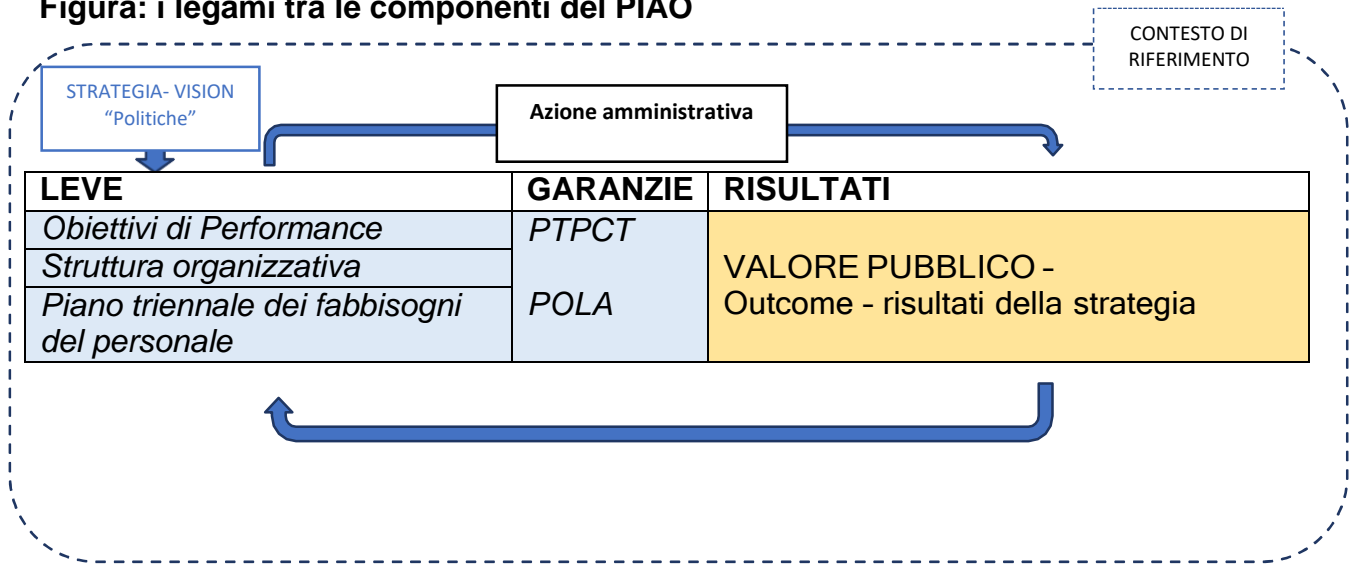 Figura: i legami tra le componenti del PIAO
CONTESTO DI
RIFERIMENTO
STRATEGIA- VISION
“Politiche”
Azione amministrativa
LEVE GARANZIE RISULTATI
Obiettivi di Performance PTPCT
Struttura organizzativa VALORE PUBBLICO –
Piano triennale dei fabbisogni POLA Outcome – risultati della strategia
del personale